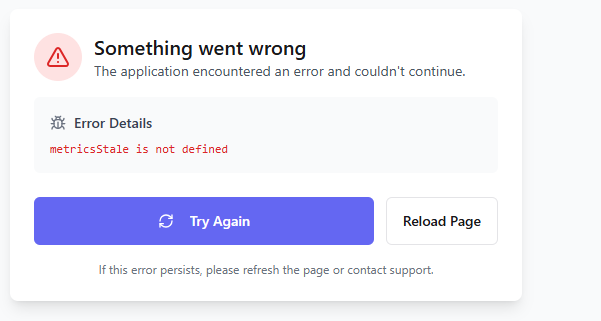 Something went wrong
The application encountered an error and couldn't continue.
Error Details
metricsStale is not defined
Try Again
Reload Page
If this error persists, please refresh the page or contact support.